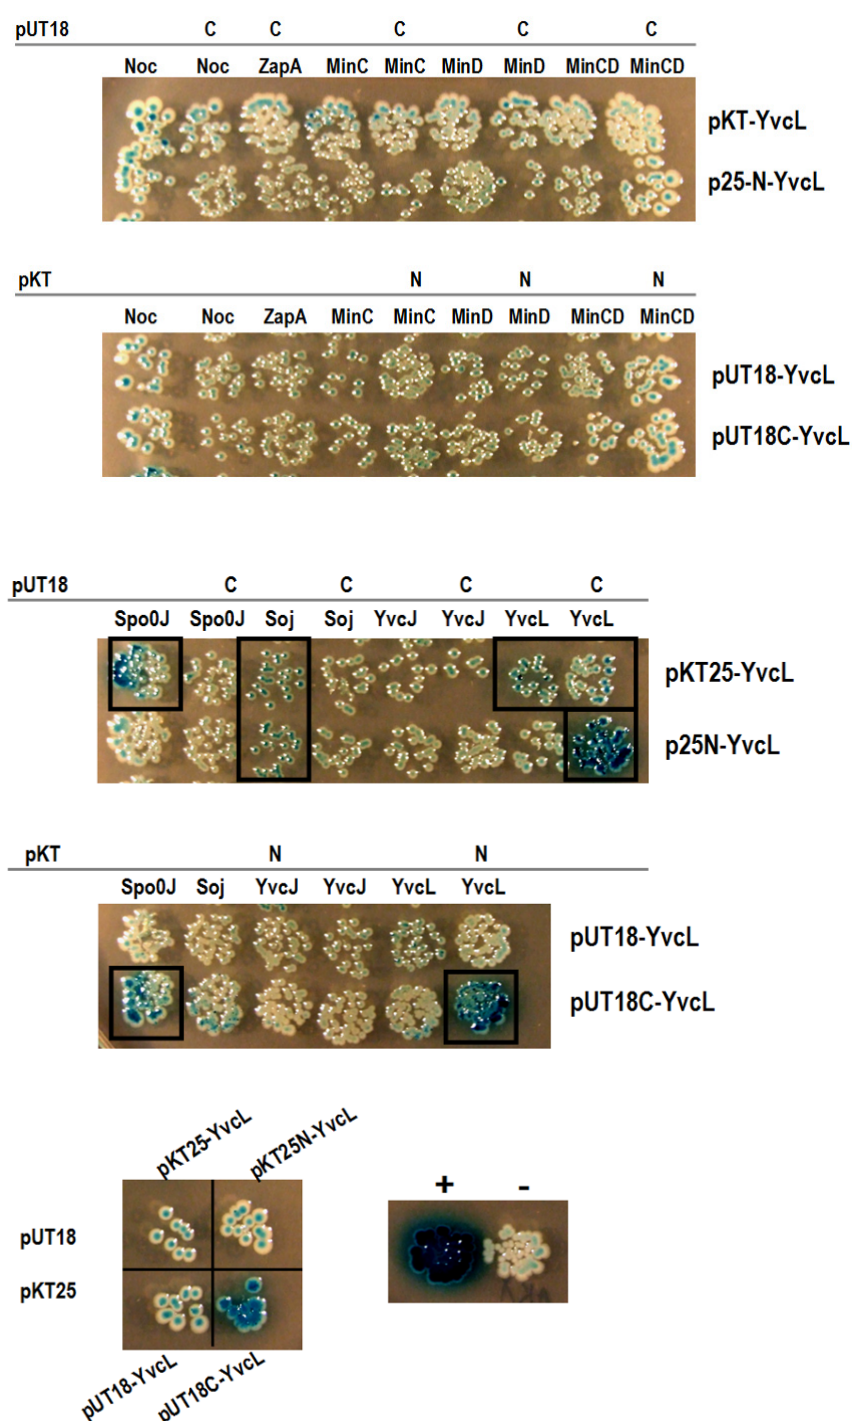 pUT18 C C C C C
Noc Noc ZapA MinC MinC MinD MinD MinCD MinCD
pKT-YvcL
p25-N-YvcL
pKT N N N
Noc Noc ZapA MinC MinC MinD MinD MinCD MinCD
pUT18-YvcL
pUT18C-YvcL
pUT18 C C C C
Spo0J Spo0J Soj Soj YvcJ YvcJ YvcL YvcL
pKT25-YvcL
p25N-YvcL
pKT N N
Spo0J Soj YvcJ YvcJ YvcL YvcL
pUT18-YvcL
pUT18C-YvcL
pKT25-YvcL pKT25N-YvcL
+ -
pUT18
pKT25
pUT18-YvcL pUT18C-YvcL